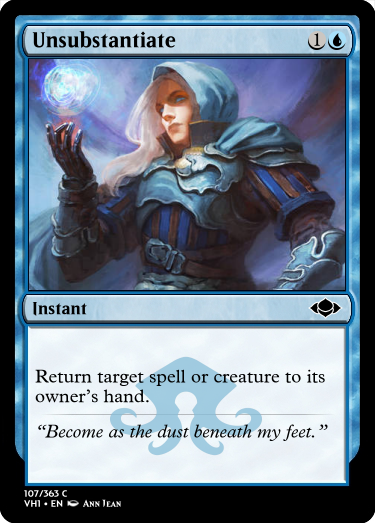 Unsubstantiate 1
Instant
Return target spell or creature to its
owner's hand.
“Become as the dust beneath my feet.”
107/363 C
VH1 • EN Ann Jean